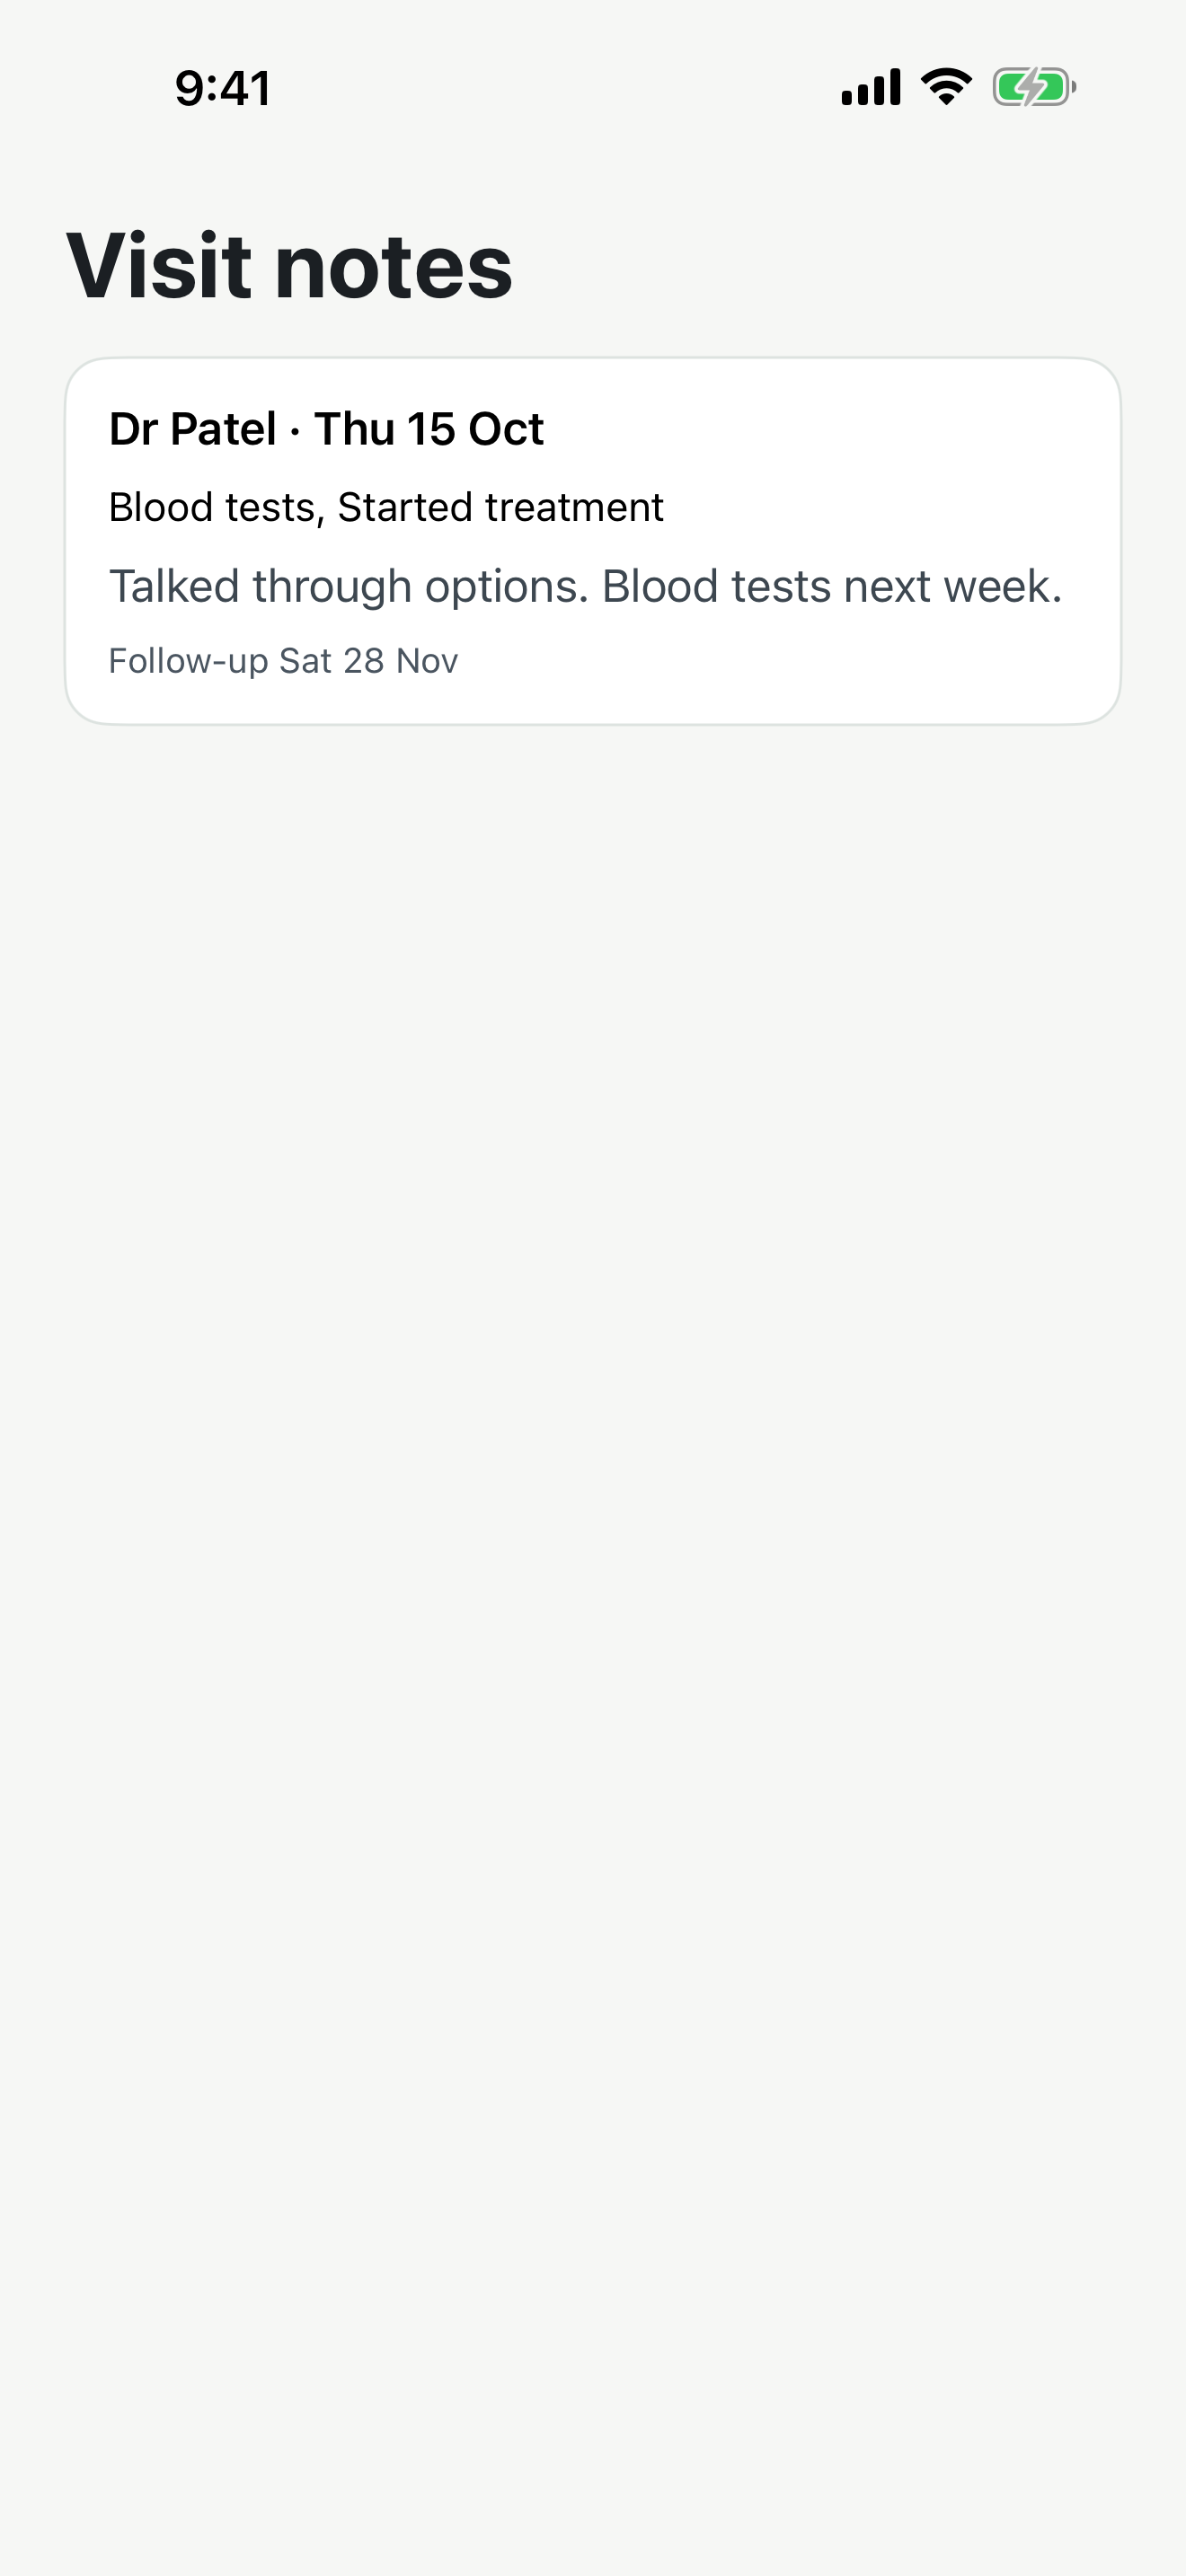 9:41
Visit notes
Dr Patel · Thu 15 Oct
Blood tests, Started treatment
Talked through options. Blood tests next week.
Follow-up Sat 28 Nov